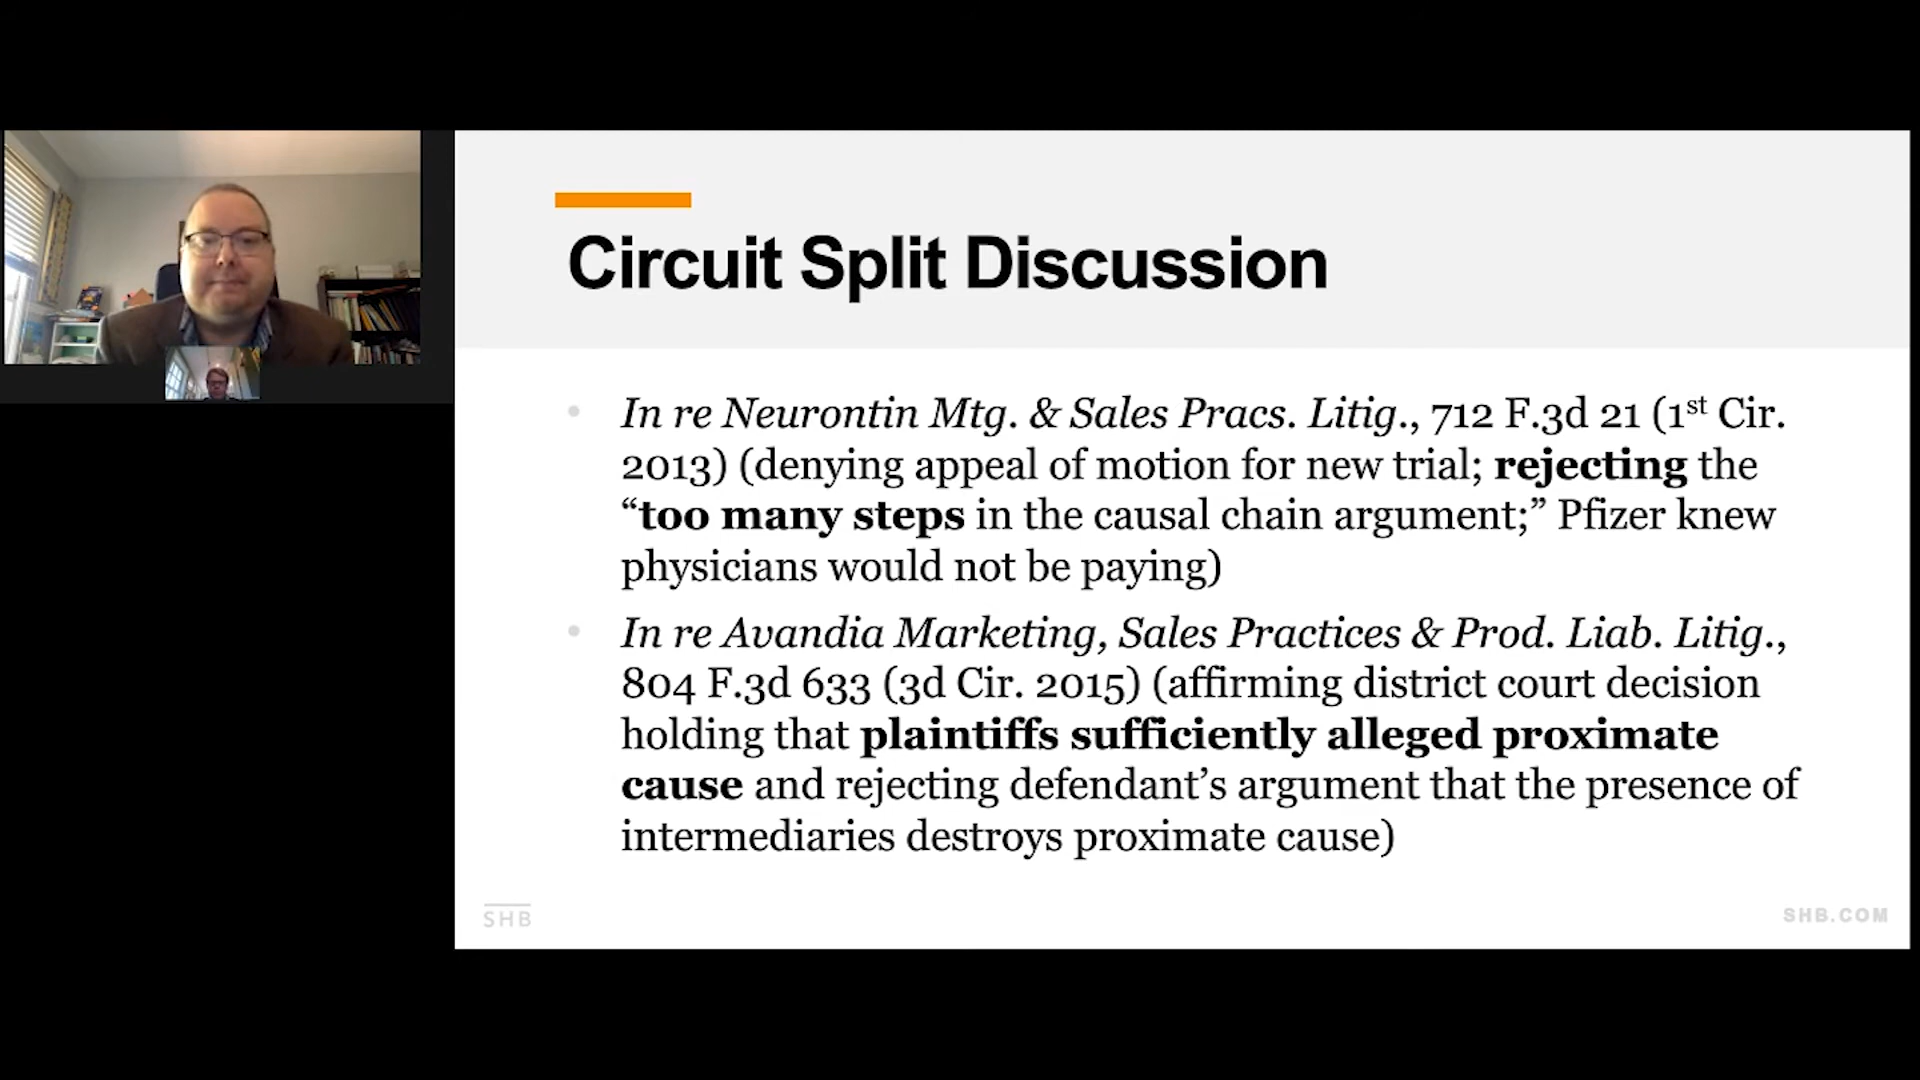 Circuit Split Discussion
• In re Neurontin Mtg. & Sales Pracs. Litig., 712 F.3d 21 (1st Cir.
2013) (denying appeal of motion for new trial; rejecting the
“too many steps in the causal chain argument;” Pfizer knew
physicians would not be paying)
• In re Avandia Marketing, Sales Practices & Prod. Liab. Litig.,
804 F.3d 633 (3d Cir. 2015) (affirming district court decision
holding that plaintiffs sufficiently alleged proximate
cause and rejecting defendant’s argument that the presence of
intermediaries destroys proximate cause)
SHB
SHB.COM